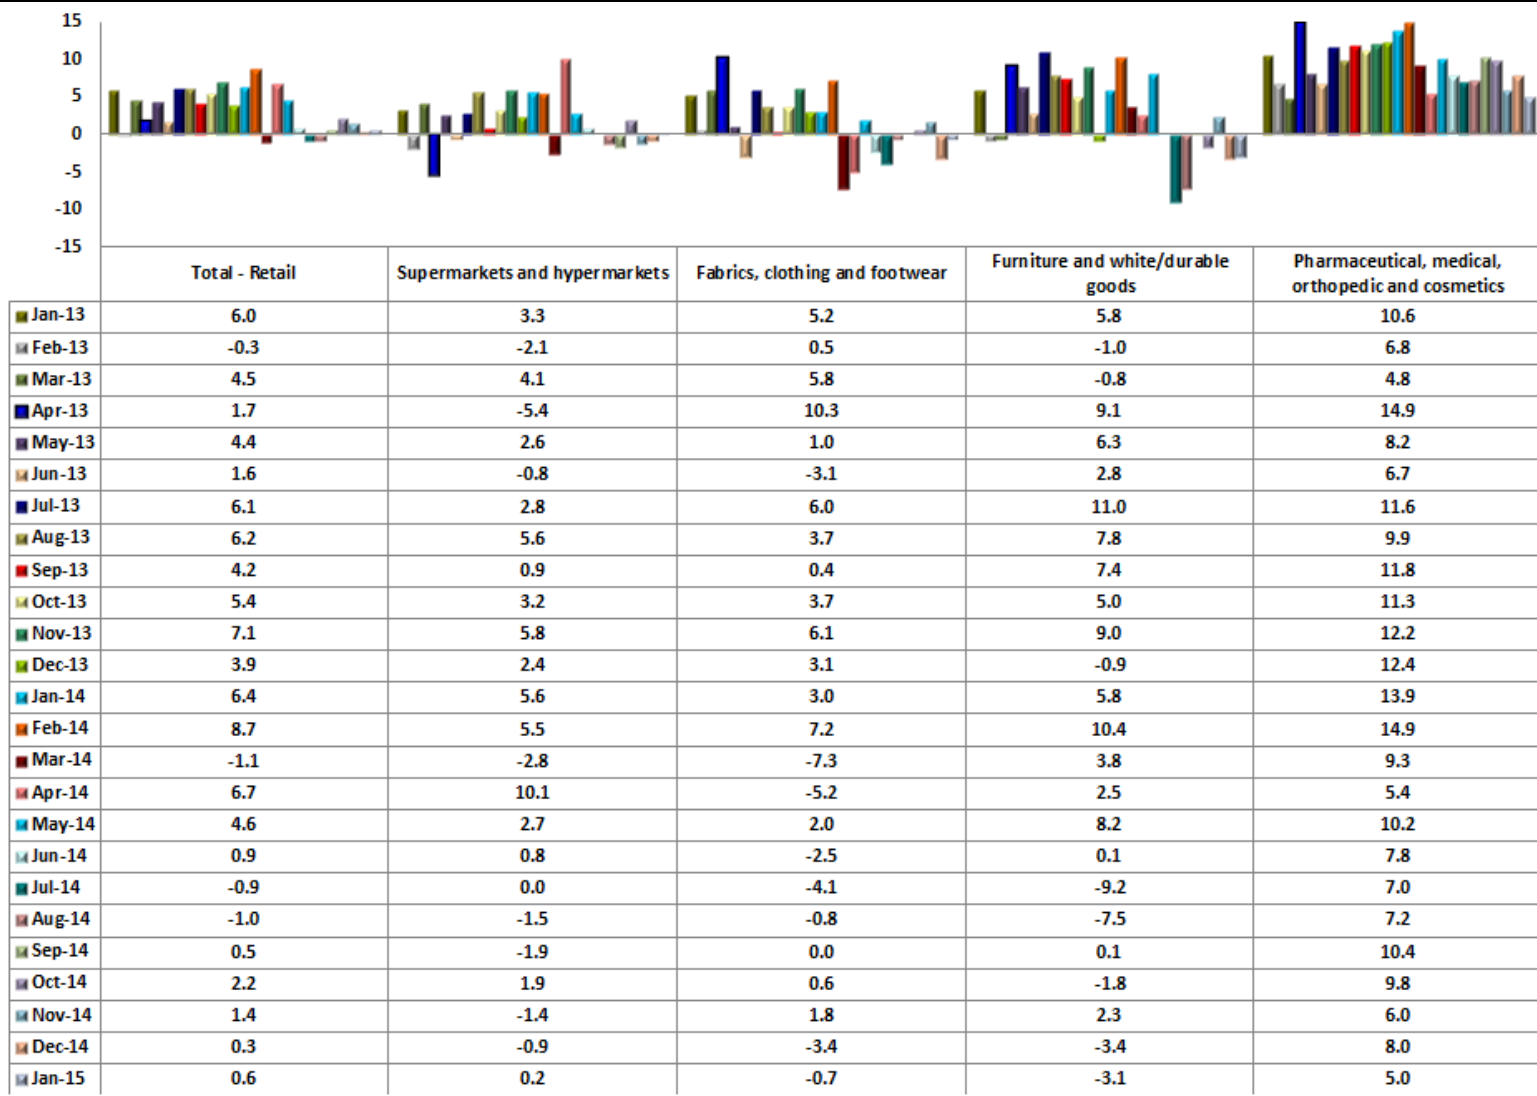 15
10
5
0
-5
-10
-15
Total - Retail
Supermarkets and hypermarkets
Fabrics, clothing and footwear
Furniture and white/durable
goods
Pharmaceutical, medical,
orthopedic and cosmetics
Jan-13 6.0 3.3 5.2 5.8 10.6
Feb-13 -0.3 -2.1 0.5 -1.0 6.8
Mar-13 4.5 4.1 5.8 -0.8 4.8
Apr-13 1.7 -5.4 10.3 9.1 14.9
May-13 4.4 2.6 1.0 6.3 8.2
Jun-13 1.6 -0.8 -3.1 2.8 6.7
Jul-13 6.1 2.8 6.0 11.0 11.6
Aug-13 6.2 5.6 3.7 7.8 9.9
Sep-13 4.2 0.9 0.4 7.4 11.8
Oct-13 5.4 3.2 3.7 5.0 11.3
Nov-13 7.1 5.8 6.1 9.0 12.2
Dec-13 3.9 2.4 3.1 -0.9 12.4
Jan-14 6.4 5.6 3.0 5.8 13.9
Feb-14 8.7 5.5 7.2 10.4 14.9
Mar-14 -1.1 -2.8 -7.3 3.8 9.3
Apr-14 6.7 10.1 -5.2 2.5 5.4
May-14 4.6 2.7 2.0 8.2 10.2
Jun-14 0.9 0.8 -2.5 0.1 7.8
Jul-14 -0.9 0.0 -4.1 -9.2 7.0
Aug-14 -1.0 -1.5 -0.8 -7.5 7.2
Sep-14 0.5 -1.9 0.0 0.1 10.4
Oct-14 2.2 1.9 0.6 -1.8 9.8
Nov-14 1.4 -1.4 1.8 2.3 6.0
Dec-14 0.3 -0.9 -3.4 -3.4 8.0
Jan-15 0.6 0.2 -0.7 -3.1 5.0